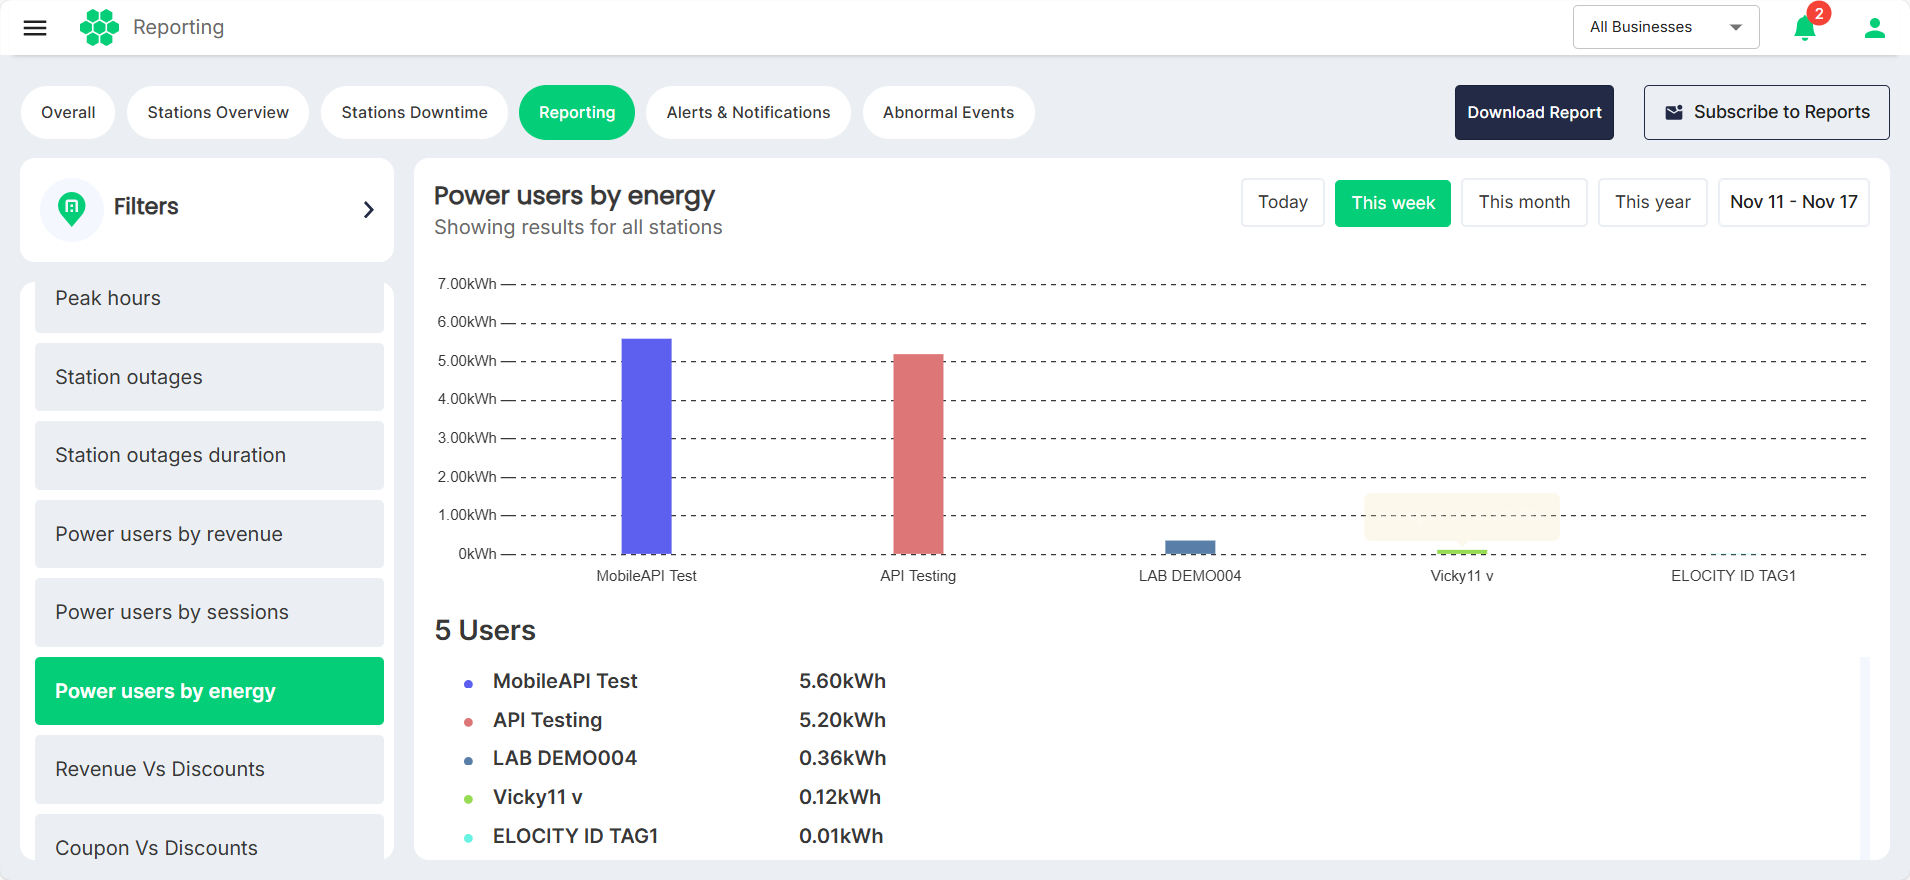 Reporting
All Businesses
2
Overall
Stations Overview
Stations Downtime
Reporting
Alerts & Notifications
Abnormal Events
Download Report
Subscribe to Reports
Filters
Peak hours
Station outages
Station outages duration
Power users by revenue
Power users by sessions
Power users by energy
Revenue Vs Discounts
Coupon Vs Discounts
Power users by energy
Showing results for all stations
Today
This week
This month
This year
Nov 11 - Nov 17
7.00kWh
6.00kWh
5.00kWh
4.00kWh
3.00kWh
2.00kWh
1.00kWh
0kWh
MobileAPI Test
API Testing
LAB DEMO004
Vicky11 v
ELOCITY ID TAG1
5 Users
MobileAPI Test 5.60kWh
API Testing 5.20kWh
LAB DEMO004 0.36kWh
Vicky11 v 0.12kWh
ELOCITY ID TAG1 0.01kWh